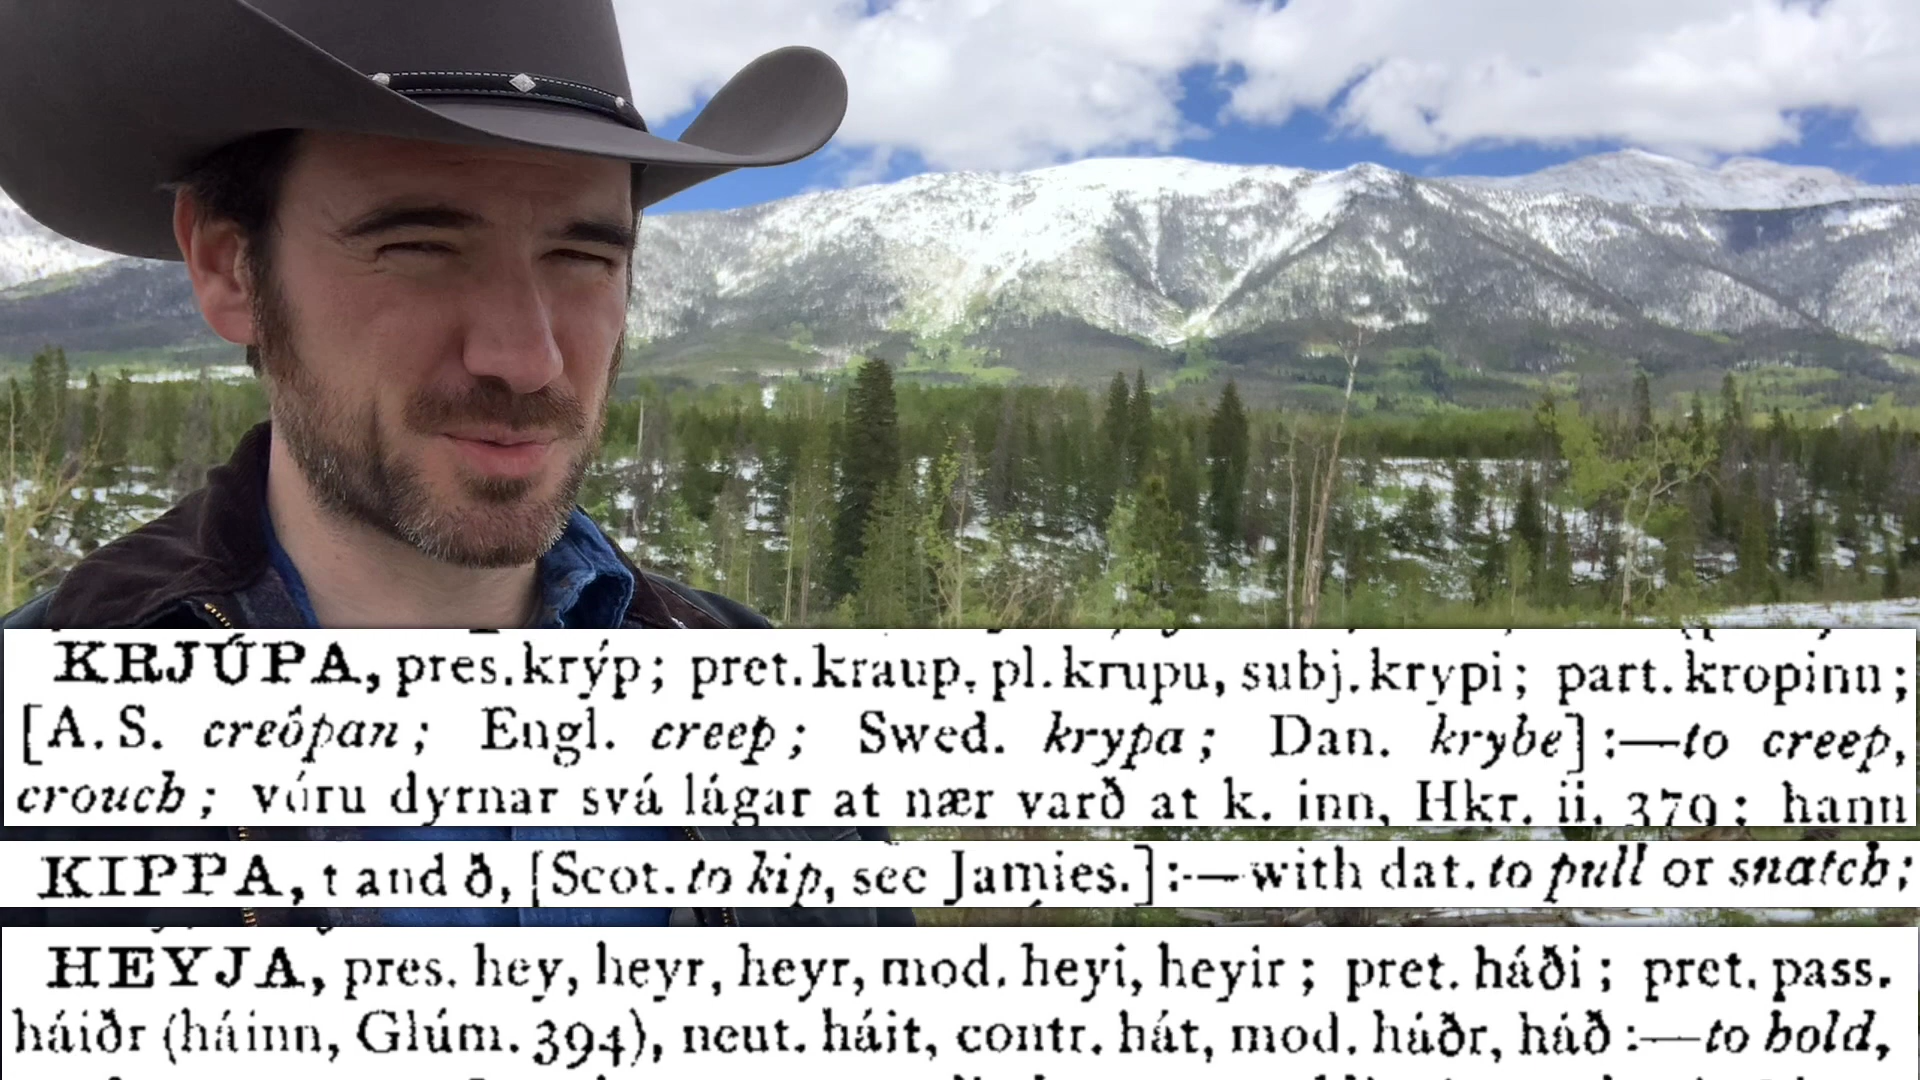 KRJÚPA, pres. krýp; pret. kraup, pl. krupu, subj. krypi; part. kropinn;
[A. S. creôpan; Engl. creep; Swed. krypa; Dan. krybe] :—to creep,
crouch; vóru dyrnar svá lágar at nær varð at k. inn, Hkr. ii. 379; hann
KIPPA, t and ð, [Scot. to kip, see Jamies.] :—with dat. to pull or snatch;
HEYJA, pres. hey, heyr, heyr, mod. heyi, heyir; pret. háði; pret. pass.
háiðr (háinn, Glúm. 394), neut. háit, contr. hát, mod. háðr, háð :—to hold,